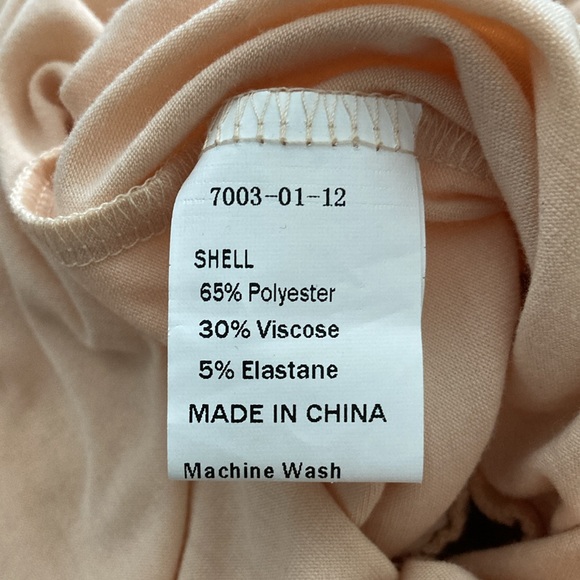 7003-01-12
SHELL
65% Polyester
30% Viscose
5% Elastane
MADE IN CHINA
Machine Wash